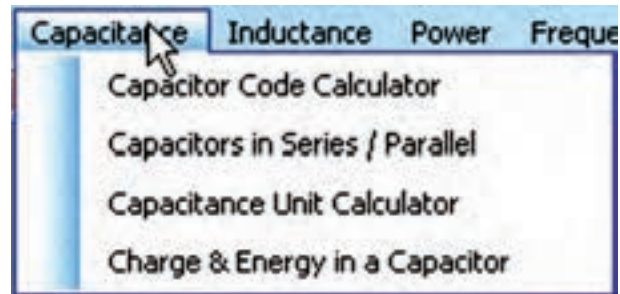 Capacitance Inductance Power Freque
Capacitor Code Calculator
Capacitors in Series / Parallel
Capacitance Unit Calculator
Charge & Energy in a Capacitor